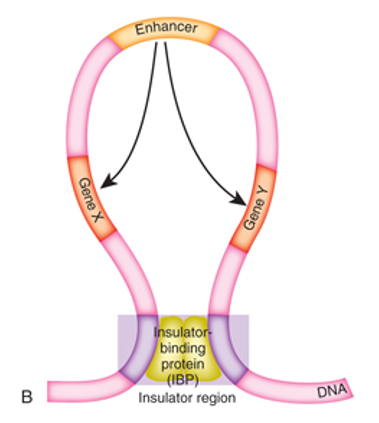 Enhancer
Gene X
Gene Y
Insulator-
binding
protein
(IBP)
Insulator region
B
DNA